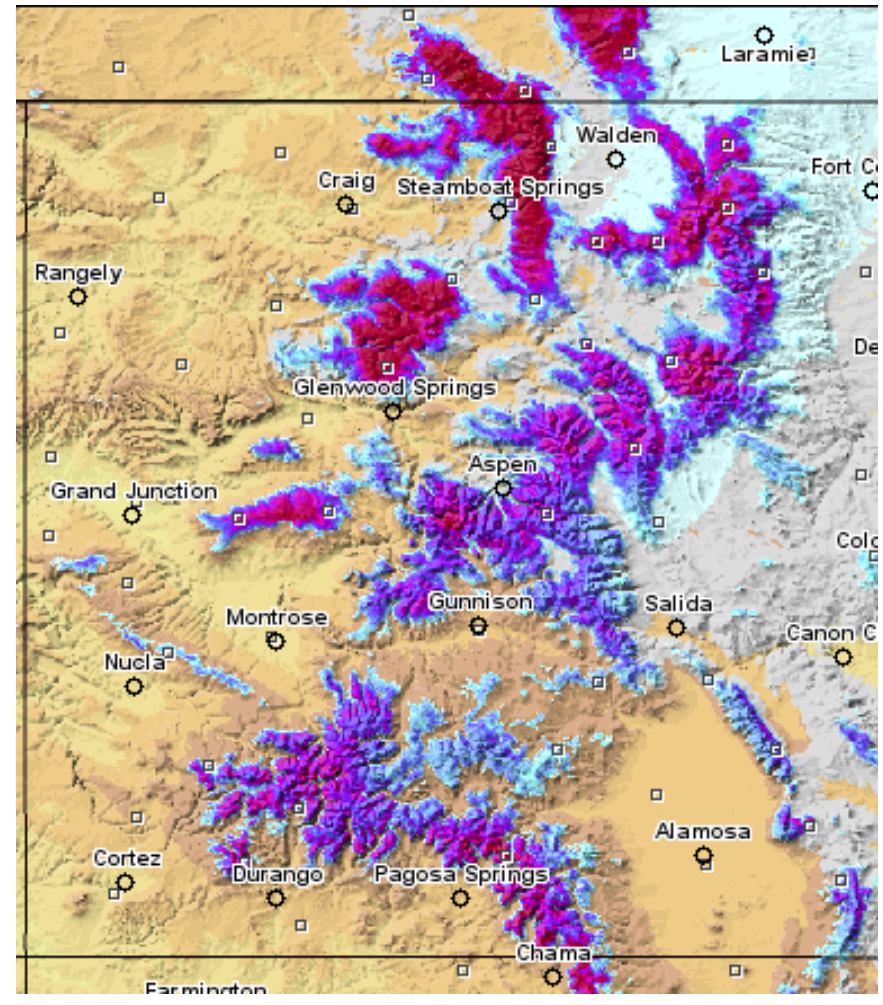 Laramie
Walden
Fort Co
Craig
Steamboat Springs
Rangely
De
Glenwood Springs
Aspen
Grand Junction
Colo
Gunnison
Salida
Montrose
Canon C
Nucla
Alamosa
Cortez
Durango
Pagosa Springs
Chama
Farmington